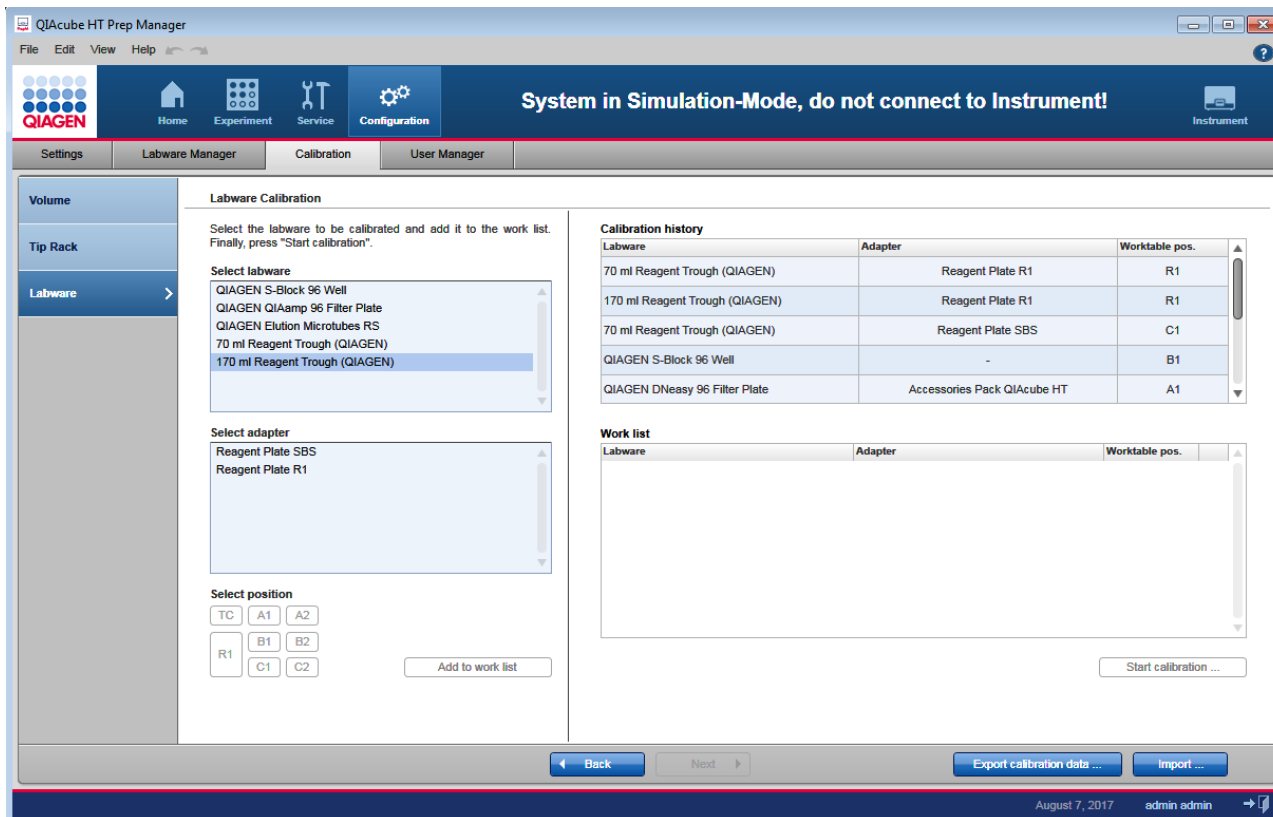 QIAcube HT Prep Manager
File Edit View Help
?
QIAGEN
Home
Experiment
Service
Configuration
System in Simulation-Mode, do not connect to Instrument!
Instrument
Settings
Labware Manager
Calibration
User Manager
Volume
Tip Rack
Labware
Labware Calibration
Select the labware to be calibrated and add it to the work list.
Finally, press "Start calibration".
Select labware
QIAGEN S-Block 96 Well
QIAGEN QIAamp 96 Filter Plate
QIAGEN Elution Microtubes RS
70 ml Reagent Trough (QIAGEN)
170 ml Reagent Trough (QIAGEN)
Select adapter
Reagent Plate SBS
Reagent Plate R1
Select position
TC A1 A2
R1 B1 B2
C1 C2
Add to work list
Calibration history
Labware Adapter Worktable pos.
70 ml Reagent Trough (QIAGEN) Reagent Plate R1 R1
170 ml Reagent Trough (QIAGEN) Reagent Plate R1 R1
70 ml Reagent Trough (QIAGEN) Reagent Plate SBS C1
QIAGEN S-Block 96 Well - B1
QIAGEN DNeasy 96 Filter Plate Accessories Pack QIAcube HT A1
Work list
Labware Adapter Worktable pos.
Start calibration ...
Back
Next
Export calibration data ...
Import ...
August 7, 2017 admin admin